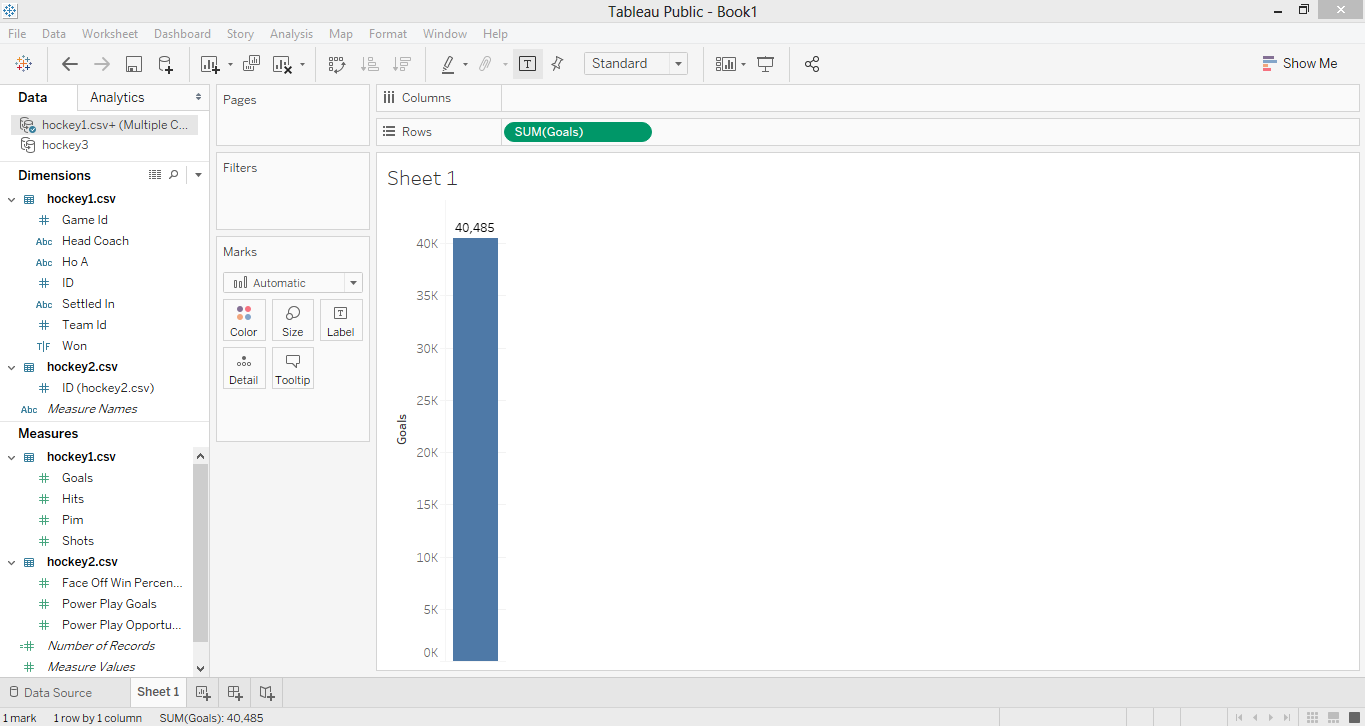 Tableau Public - Book1
File Data Worksheet Dashboard Story Analysis Map Format Window Help
Standard
Show Me
Data Analytics
hockey1.csv+ (Multiple C...
hockey3
Dimensions
hockey1.csv
Game Id
Abc Head Coach
Abc Ho A
ID
Abc Settled In
Team Id
T|F Won
hockey2.csv
ID (hockey2.csv)
Abc Measure Names
Measures
hockey1.csv
Goals
Hits
Pim
Shots
hockey2.csv
Face Off Win Percen...
Power Play Goals
Power Play Opportu...
Number of Records
Measure Values
Pages
Filters
Marks
Automatic
Color Size Label
Detail Tooltip
Columns
Rows SUM(Goals)
Sheet 1
40,485
40K
35K
30K
25K
20K
15K
10K
5K
0K
Goals
Data Source Sheet 1
1 mark 1 row by 1 column SUM(Goals): 40,485